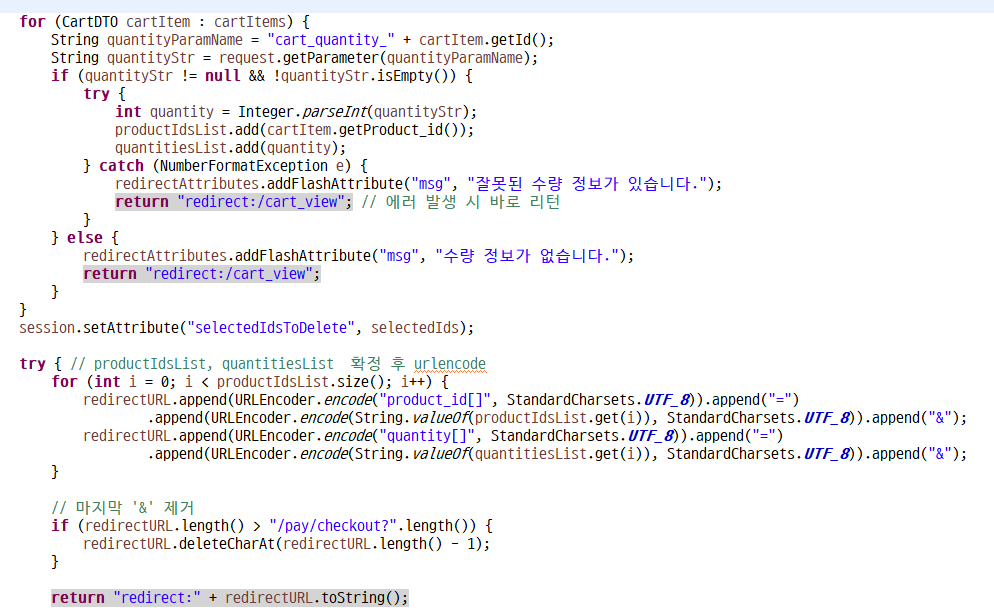 for (CartDTO cartItem : cartItems) {
    String quantityParamName = "cart_quantity_" + cartItem.getId();
    String quantityStr = request.getParameter(quantityParamName);
    if (quantityStr != null && !quantityStr.isEmpty()) {
        try {
            int quantity = Integer.parseInt(quantityStr);
            productIdsList.add(cartItem.getProduct_id());
            quantitiesList.add(quantity);
        } catch (NumberFormatException e) {
            redirectAttributes.addFlashAttribute("msg", "잘못된 수량 정보가 있습니다.");
            return "redirect:/cart_view"; // 에러 발생 시 바로 리턴
        }
    } else {
        redirectAttributes.addFlashAttribute("msg", "수량 정보가 없습니다.");
        return "redirect:/cart_view";
    }
}
session.setAttribute("selectedIdsToDelete", selectedIds);

try { // productIdsList, quantitiesList  확정 후 urlencode
    for (int i = 0; i < productIdsList.size(); i++) {
        redirectURL.append(URLEncoder.encode("product_id[]", StandardCharsets.UTF_8)).append("=")
                .append(URLEncoder.encode(String.valueOf(productIdsList.get(i)), StandardCharsets.UTF_8)).append("&");
        redirectURL.append(URLEncoder.encode("quantity[]", StandardCharsets.UTF_8)).append("=")
                .append(URLEncoder.encode(String.valueOf(quantitiesList.get(i)), StandardCharsets.UTF_8)).append("&");
    }

    // 마지막 '&' 제거
    if (redirectURL.length() > "/pay/checkout?".length()) {
        redirectURL.deleteCharAt(redirectURL.length() - 1);
    }

    return "redirect:" + redirectURL.toString();